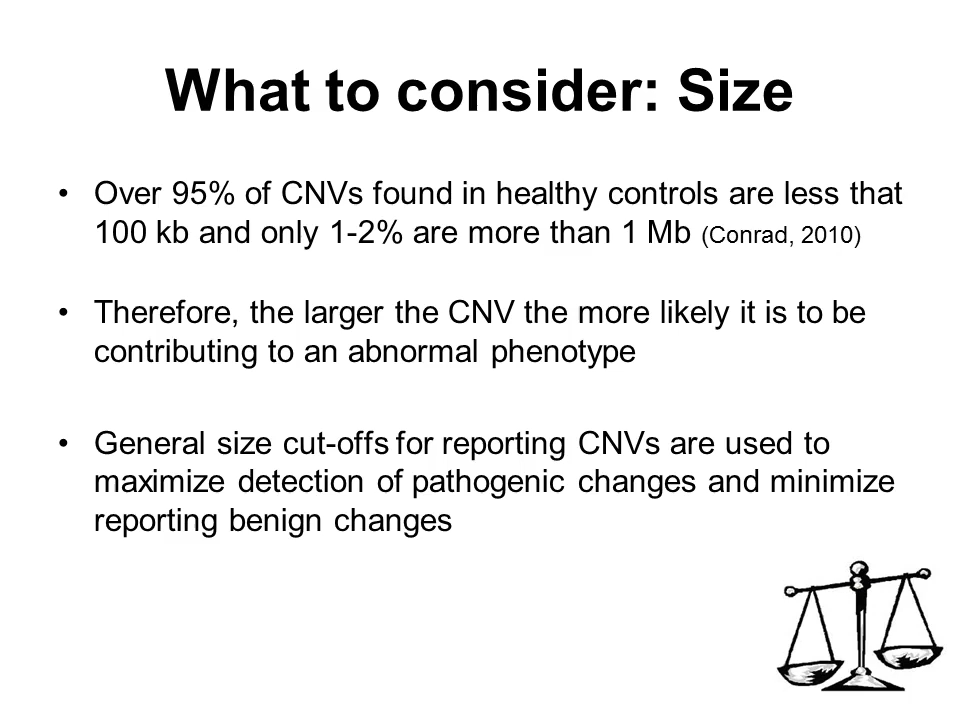 What to consider: Size
• Over 95% of CNVs found in healthy controls are less that
100 kb and only 1-2% are more than 1 Mb (Conrad, 2010)
• Therefore, the larger the CNV the more likely it is to be
contributing to an abnormal phenotype
• General size cut-offs for reporting CNVs are used to
maximize detection of pathogenic changes and minimize
reporting benign changes